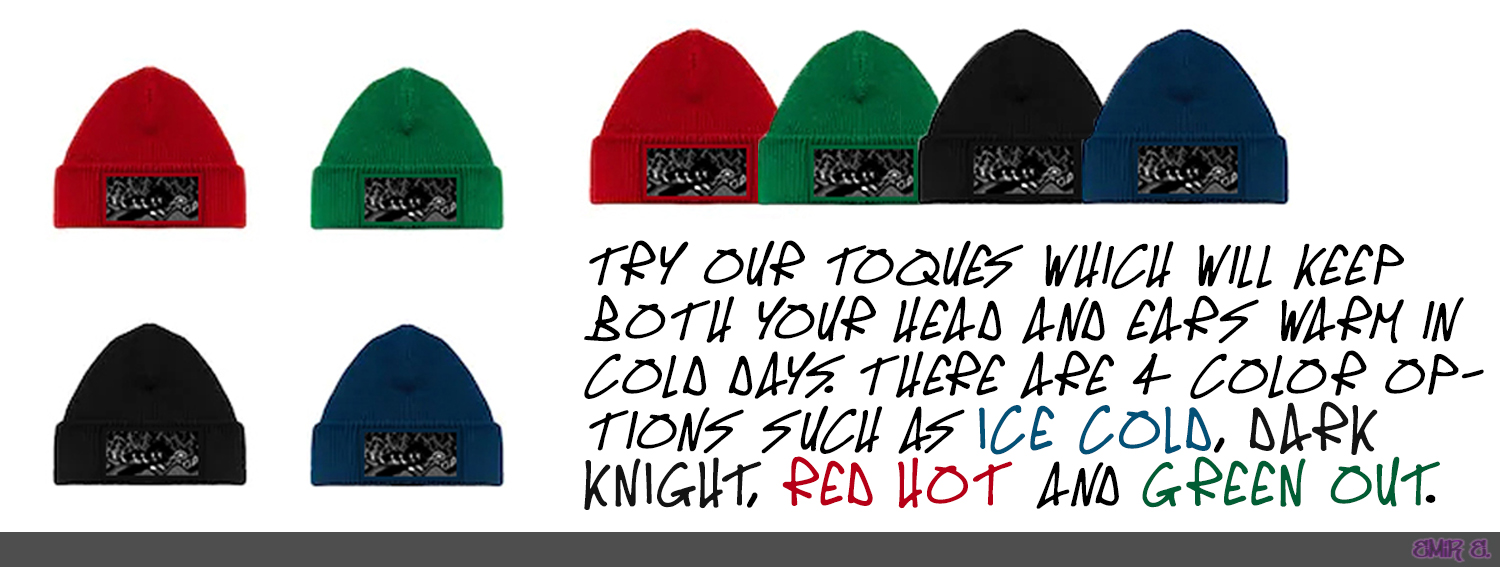 TRY OUR TOQUES WHICH WILL KEEP
BOTH YOUR HEAD AND EARS WARM IN
COLD DAYS. THERE ARE 4 COLOR OP-
TIONS SUCH AS ICE COLD, DARK
KNIGHT, RED HOT AND GREEN OUT.
AMIR A.